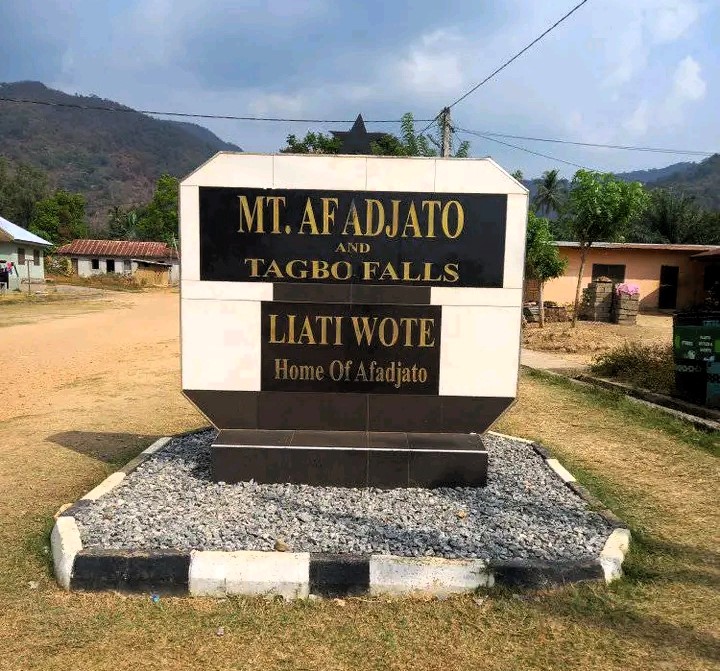 MT. AFADJATO
AND
TAGBO FALLS
LIATI WOTE
Home Of Afadjato